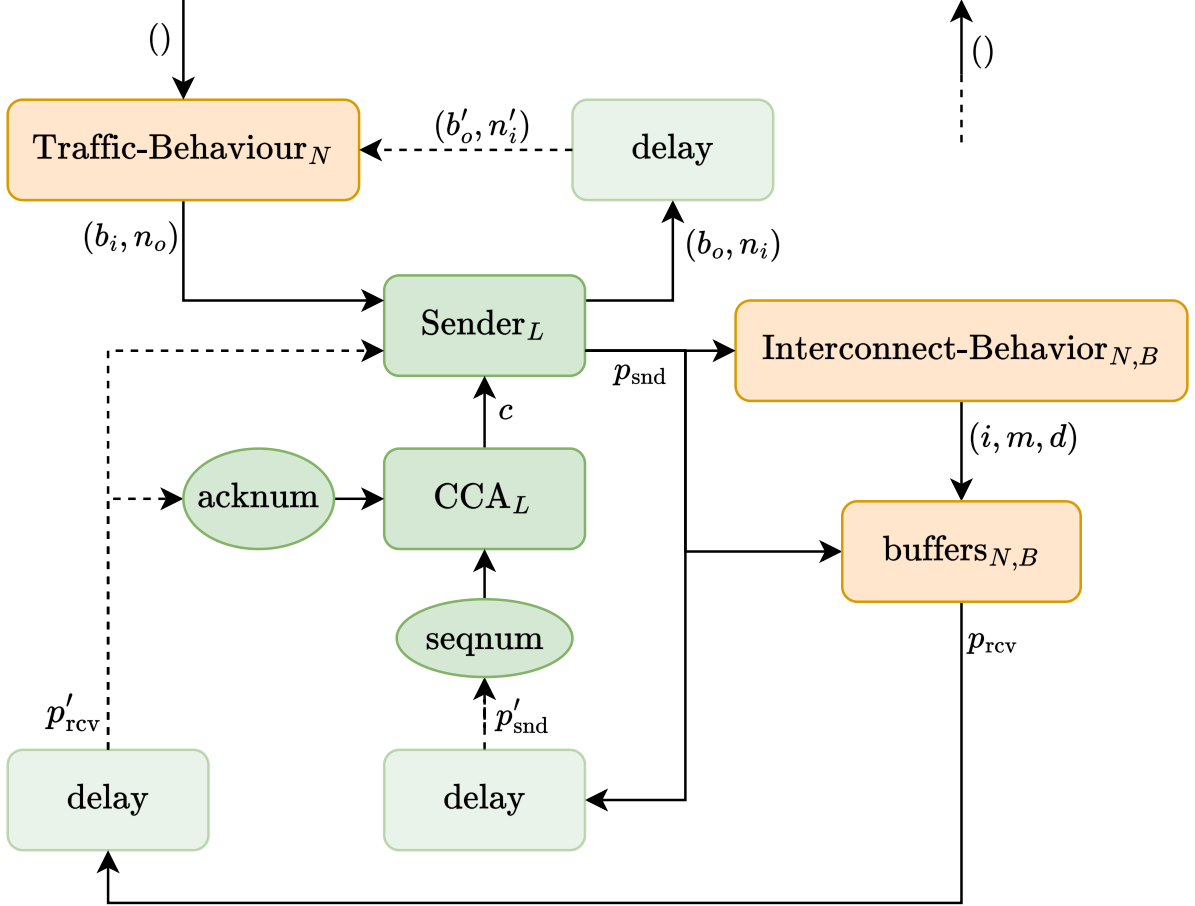 ()
()
Traffic-Behaviour_N
(b'_o, n'_i)
delay
(b_i, n_o)
(b_o, n_i)
Sender_L
Interconnect-Behavior_{N,B}
p_snd
c
(i, m, d)
acknum
CCA_L
buffers_{N,B}
seqnum
p_rcv
p'_rcv
p'_snd
delay
delay